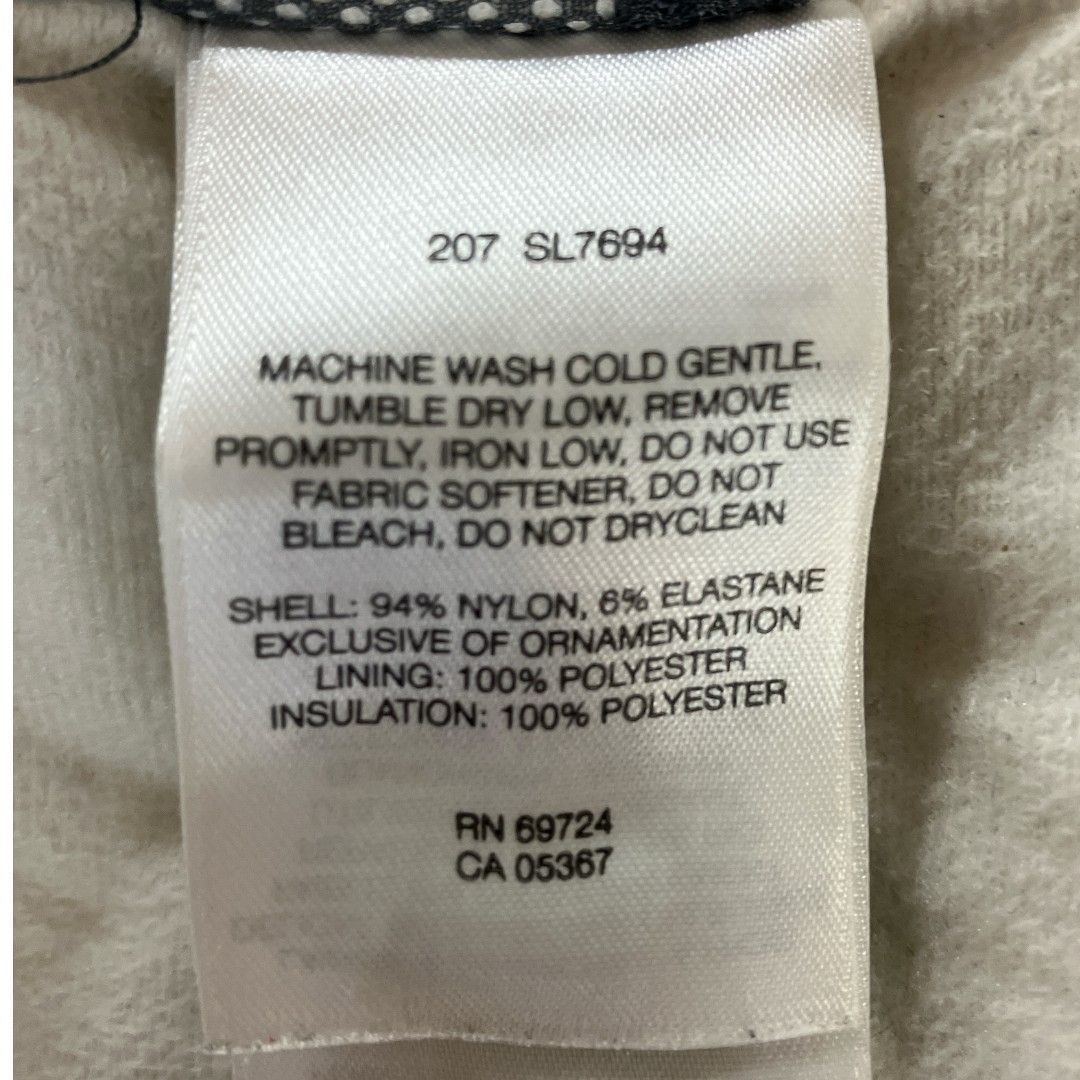 207 SL7694
MACHINE WASH COLD GENTLE,
TUMBLE DRY LOW, REMOVE
PROMPTLY, IRON LOW, DO NOT USE
FABRIC SOFTENER, DO NOT
BLEACH, DO NOT DRYCLEAN
SHELL: 94% NYLON, 6% ELASTANE
EXCLUSIVE OF ORNAMENTATION
LINING: 100% POLYESTER
INSULATION: 100% POLYESTER
RN 69724
CA 05367